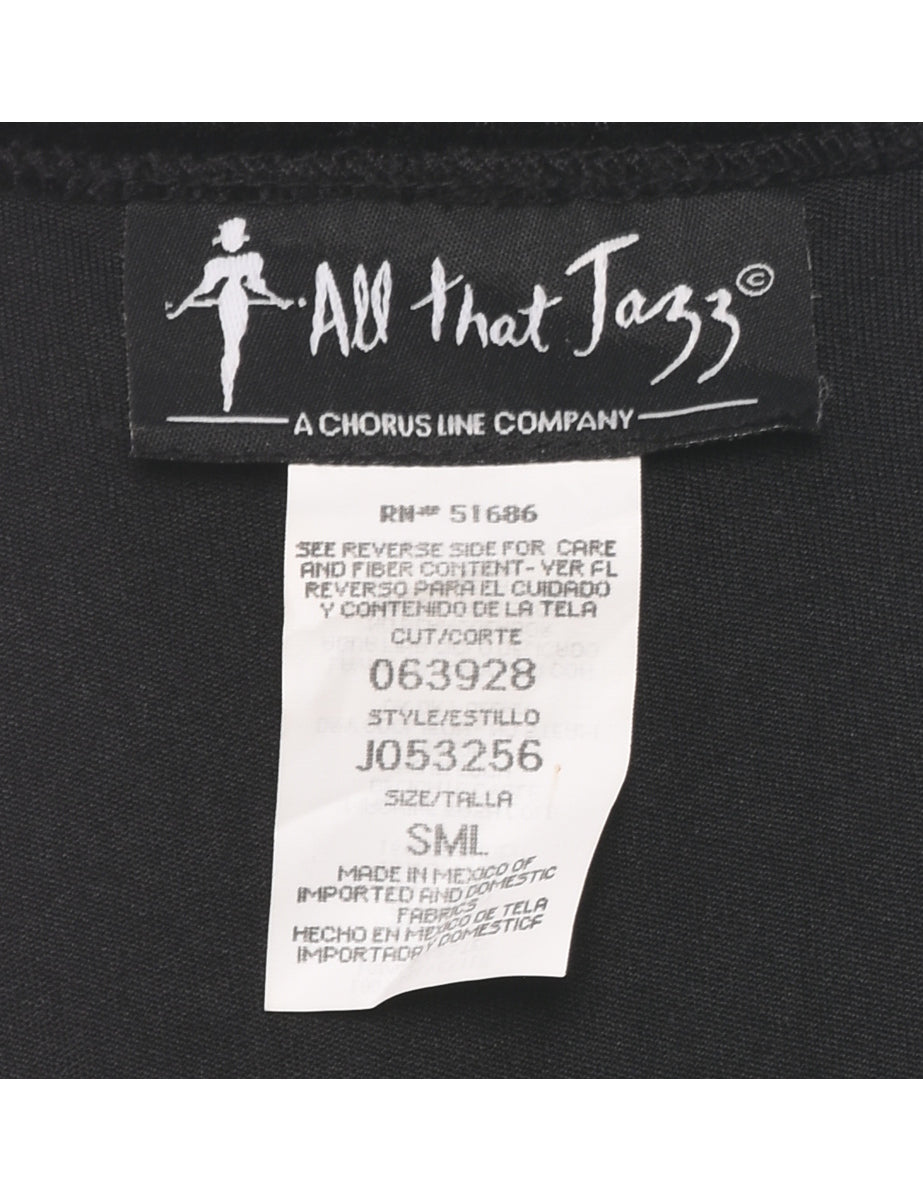 All that Jazz©
A CHORUS LINE COMPANY
RN# 51686
SEE REVERSE SIDE FOR CARE
AND FIBER CONTENT- VER AL
REVERSO PARA EL CUIDADO
Y CONTENIDO DE LA TELA
CUT/CORTE
063928
STYLE/ESTILLO
J053256
SIZE/TALLA
SML
MADE IN MEXICO OF
IMPORTED AND DOMESTIC
FABRICS
HECHO EN MEXICO DE TELA
IMPORTADA Y DOMESTICA